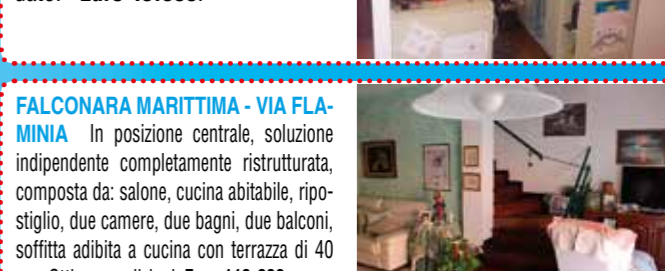 FALCONARA MARITTIMA - VIA FLA-
MINIA In posizione centrale, soluzione
indipendente completamente ristrutturata,
composta da: salone, cucina abitabile, ripo-
stiglio, due camere, due bagni, due balconi,
soffitta adibita a cucina con terrazza di 40